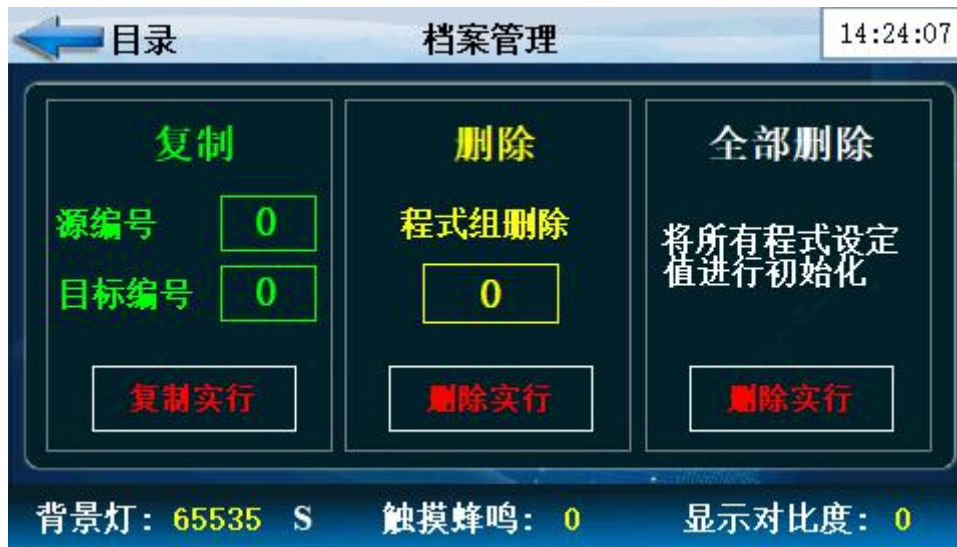 目录 档案管理 14:24:07
复制
源编号 0
目标编号 0
复制实行
删除
程式组删除
0
删除实行
全部删除
将所有程式设定
值进行初始化
删除实行
背景灯: 65535 S 触摸蜂鸣: 0 显示对比度: 0